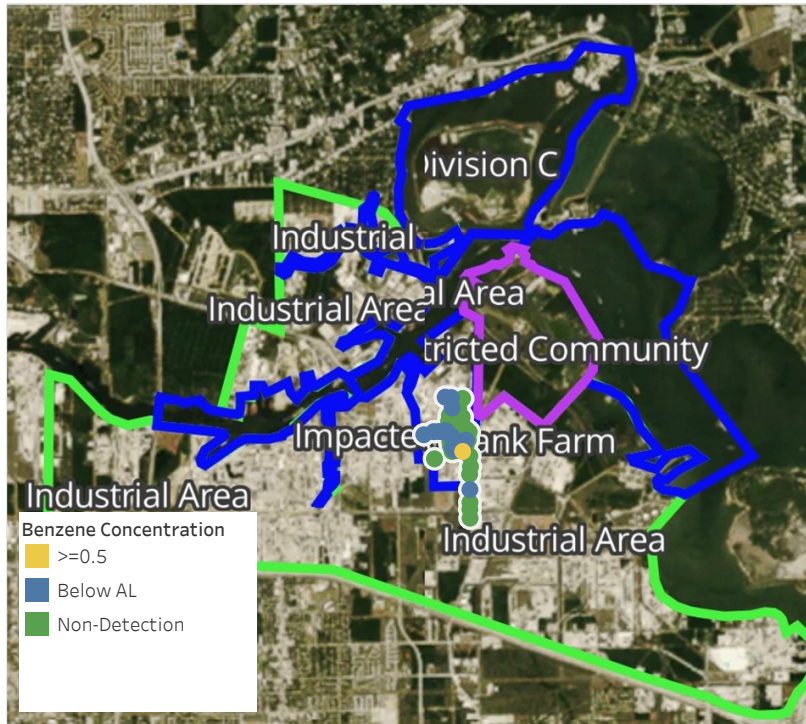 Division C
Industrial
al Area
Industrial Area
tricted Community
Impacte
ank Farm
Industrial Area
Industrial Area
Benzene Concentration
>=0.5
Below AL
Non-Detection